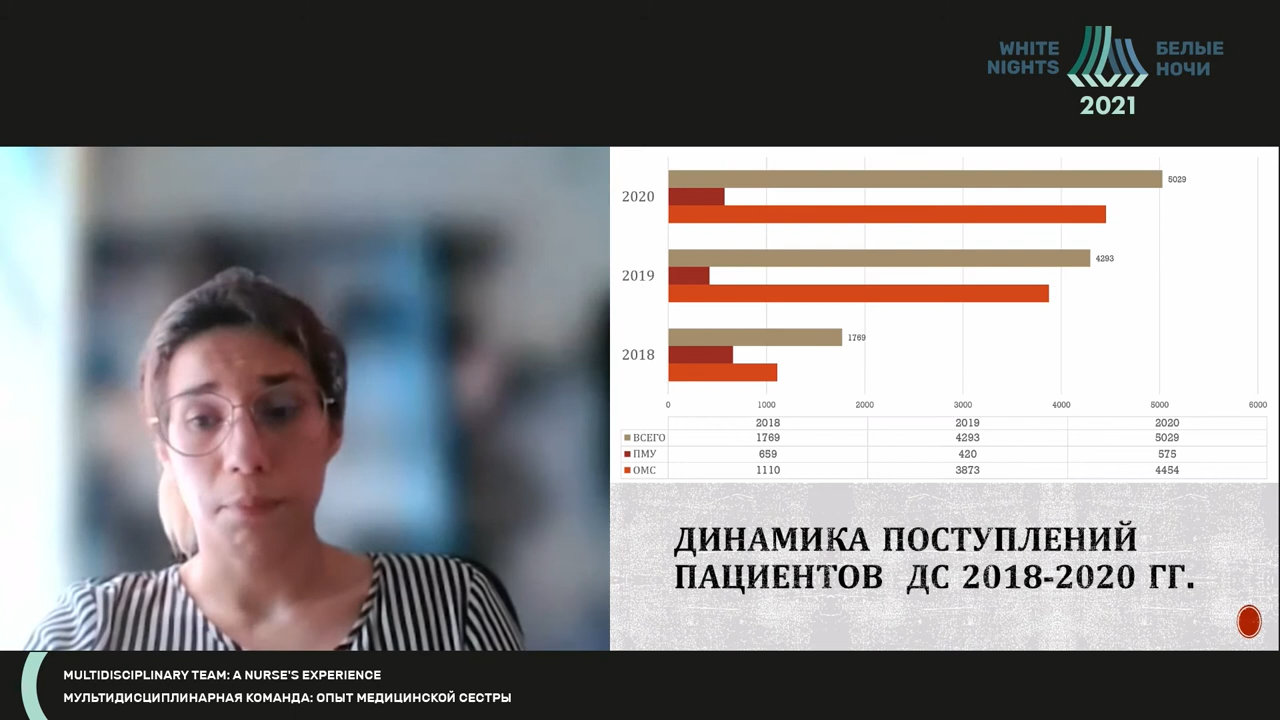 WHITE
NIGHTS
БЕЛЫЕ
НОЧИ
2021
2020
5029
2019
4293
2018
1769
0 1000 2000 3000 4000 5000 6000
2018 2019 2020
ВСЕГО 1769 4293 5029
ПМУ 659 420 575
ОМС 1110 3873 4454
ДИНАМИКА ПОСТУПЛЕНИЙ
ПАЦИЕНТОВ ДС 2018-2020 ГГ.
MULTIDISCIPLINARY TEAM: A NURSE'S EXPERIENCE
МУЛЬТИДИСЦИПЛИНАРНАЯ КОМАНДА: ОПЫТ МЕДИЦИНСКОЙ СЕСТРЫ